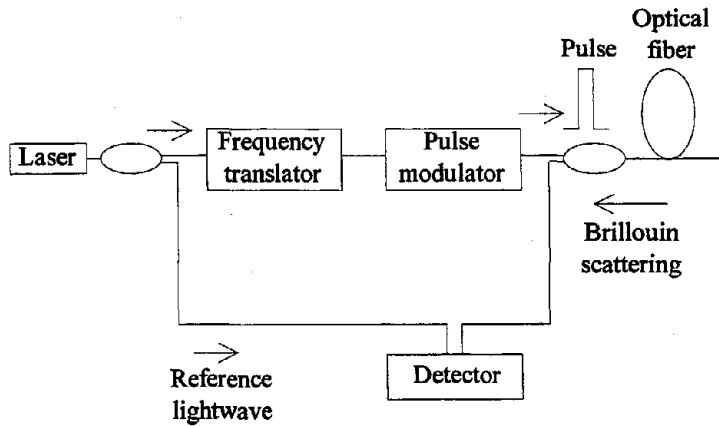 Optical
fiber
Pulse
Laser
Frequency
translator
Pulse
modulator
Brillouin
scattering
Reference
lightwave
Detector